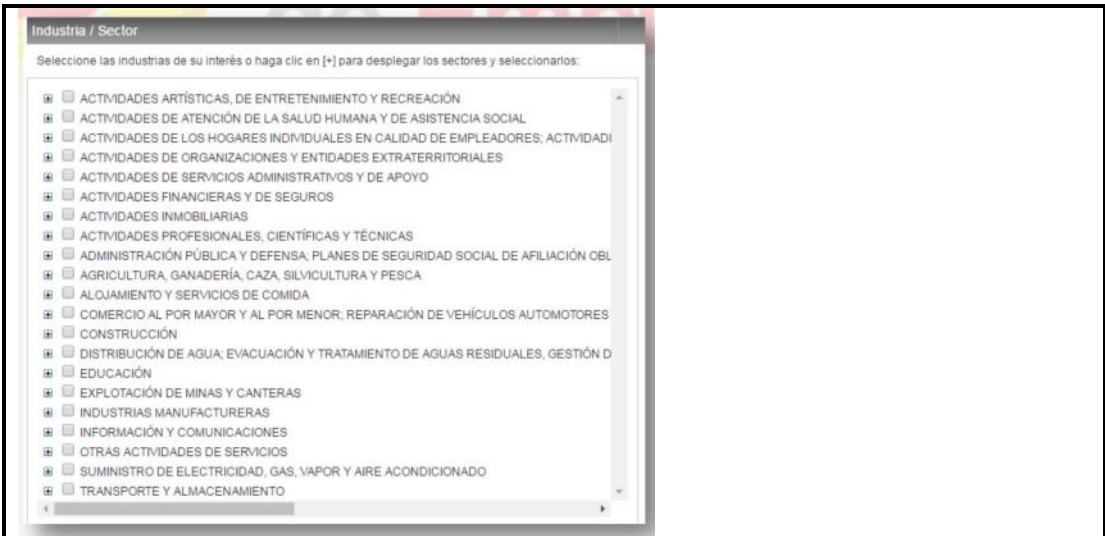 Industria / Sector
Seleccione las industrias de su interés o haga clic en [+] para desplegar los sectores y seleccionarlos:
ACTIVIDADES ARTÍSTICAS, DE ENTRETENIMIENTO Y RECREACIÓN
ACTIVIDADES DE ATENCIÓN DE LA SALUD HUMANA Y DE ASISTENCIA SOCIAL
ACTIVIDADES DE LOS HOGARES INDIVIDUALES EN CALIDAD DE EMPLEADORES; ACTIVIDAD
ACTIVIDADES DE ORGANIZACIONES Y ENTIDADES EXTRATERRITORIALES
ACTIVIDADES DE SERVICIOS ADMINISTRATIVOS Y DE APOYO
ACTIVIDADES FINANCIERAS Y DE SEGUROS
ACTIVIDADES INMOBILIARIAS
ACTIVIDADES PROFESIONALES, CIENTÍFICAS Y TÉCNICAS
ADMINISTRACIÓN PÚBLICA Y DEFENSA; PLANES DE SEGURIDAD SOCIAL DE AFILIACIÓN OBL
AGRICULTURA, GANADERÍA, CAZA, SILVICULTURA Y PESCA
ALOJAMIENTO Y SERVICIOS DE COMIDA
COMERCIO AL POR MAYOR Y AL POR MENOR; REPARACIÓN DE VEHÍCULOS AUTOMOTORES
CONSTRUCCIÓN
DISTRIBUCIÓN DE AGUA; EVACUACIÓN Y TRATAMIENTO DE AGUAS RESIDUALES, GESTIÓN D
EDUCACIÓN
EXPLOTACIÓN DE MINAS Y CANTERAS
INDUSTRIAS MANUFACTURERAS
INFORMACIÓN Y COMUNICACIONES
OTRAS ACTIVIDADES DE SERVICIOS
SUMINISTRO DE ELECTRICIDAD, GAS, VAPOR Y AIRE ACONDICIONADO
TRANSPORTE Y ALMACENAMIENTO